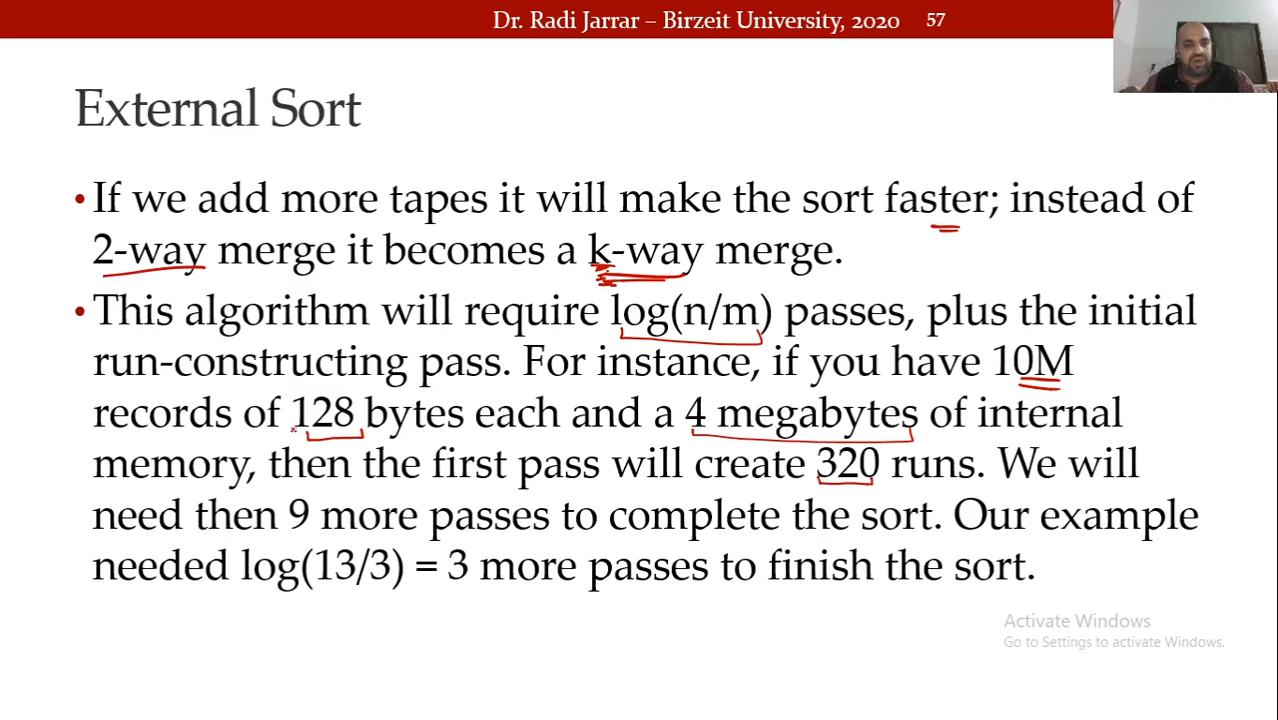 Dr. Radi Jarrar – Birzeit University, 2020 57
External Sort
• If we add more tapes it will make the sort faster; instead of
2-way merge it becomes a k-way merge.
• This algorithm will require log(n/m) passes, plus the initial
run-constructing pass. For instance, if you have 10M
records of 128 bytes each and a 4 megabytes of internal
memory, then the first pass will create 320 runs. We will
need then 9 more passes to complete the sort. Our example
needed log(13/3) = 3 more passes to finish the sort.
Activate Windows
Go to Settings to activate Windows.